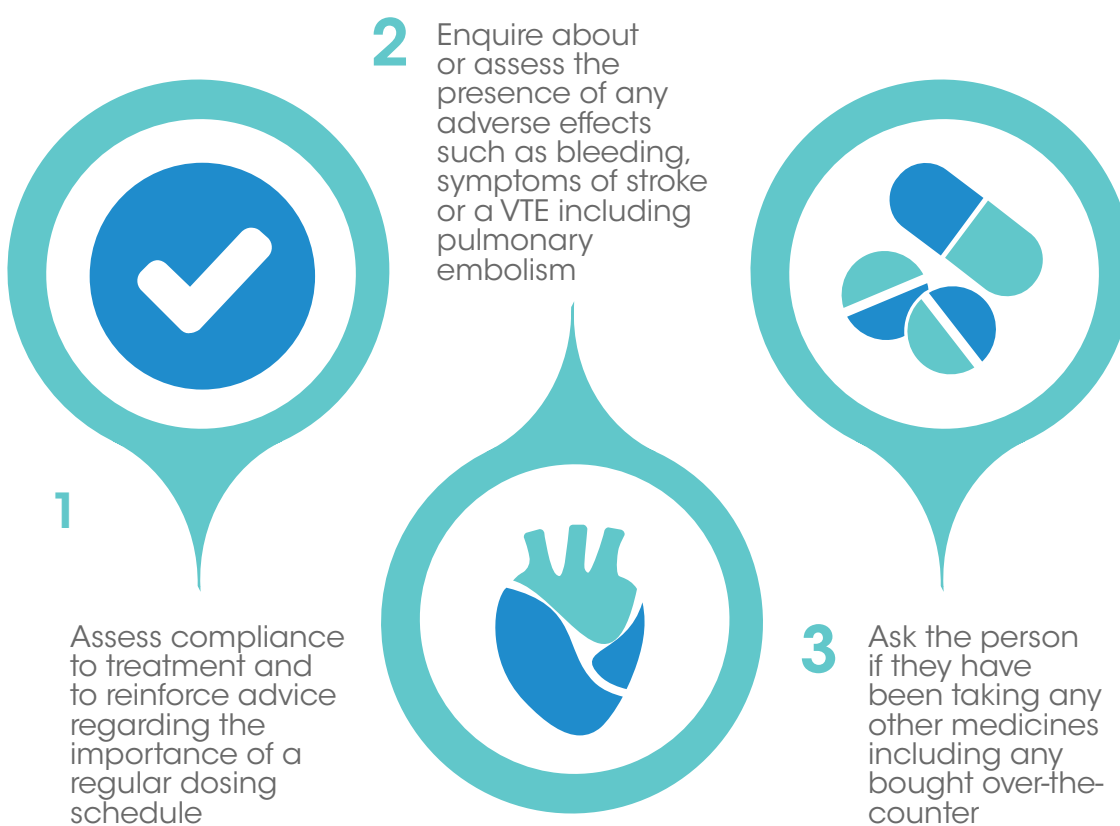 1
Assess compliance
to treatment and
to reinforce advice
regarding the
importance of a
regular dosing
schedule
2
Enquire about
or assess the
presence of any
adverse effects
such as bleeding,
symptoms of stroke
or a VTE including
pulmonary
embolism
3
Ask the person
if they have
been taking any
other medicines
including any
bought over-the-
counter